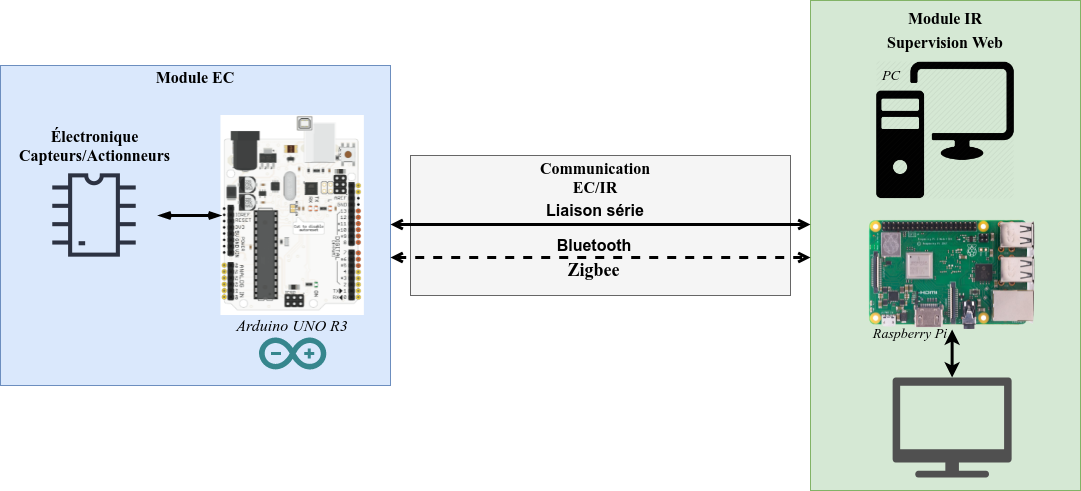 Module EC
Électronique
Capteurs/Actionneurs
Arduino UNO R3
Communication
EC/IR
Liaison série
Bluetooth
Zigbee
Module IR
Supervision Web
PC
Raspberry Pi